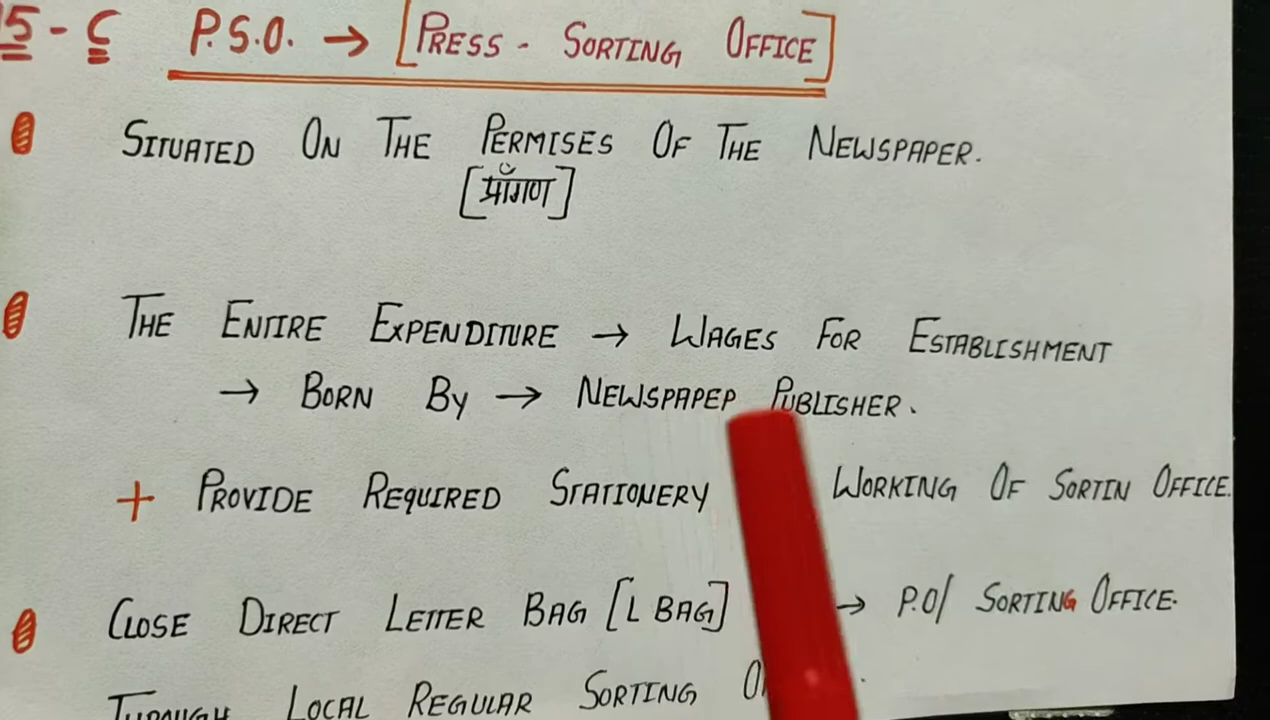 15 - C P.S.O. → [PRESS - SORTING OFFICE]
SITUATED ON THE PERMISES OF THE NEWSPAPER.
[प्राँगण]
THE ENTIRE EXPENDITURE → WAGES FOR ESTABLISHMENT
→ BORN BY → NEWSPAPEP PUBLISHER.
+ PROVIDE REQUIRED STATIONERY WORKING OF SORTIN OFFICE.
CLOSE DIRECT LETTER BAG [L BAG] → P.O/ SORTING OFFICE.
THROUGH LOCAL REGULAR SORTING